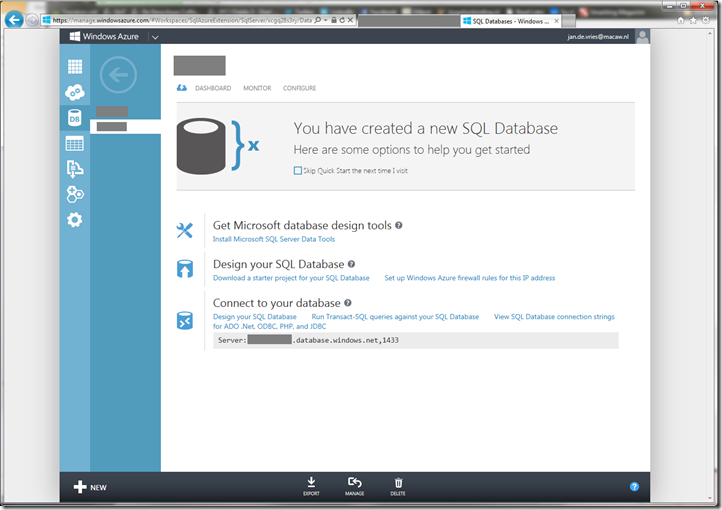 https://manage.windowsazure.com/#Workspaces/SqlAzureExtension/SqlServer/
SQL Databases - Windows ...
Windows Azure
jan.de.vries@macaw.nl
DASHBOARD MONITOR CONFIGURE
DB
x
You have created a new SQL Database
Here are some options to help you get started
Skip Quick Start the next time I visit
Get Microsoft database design tools ?
Install Microsoft SQL Server Data Tools
Design your SQL Database ?
Download a starter project for your SQL Database Set up Windows Azure firewall rules for this IP address
Connect to your database ?
Design your SQL Database Run Transact-SQL queries against your SQL Database View SQL Database connection strings
for ADO .Net, ODBC, PHP, and JDBC
Server: .database.windows.net,1433
NEW
EXPORT MANAGE DELETE ?